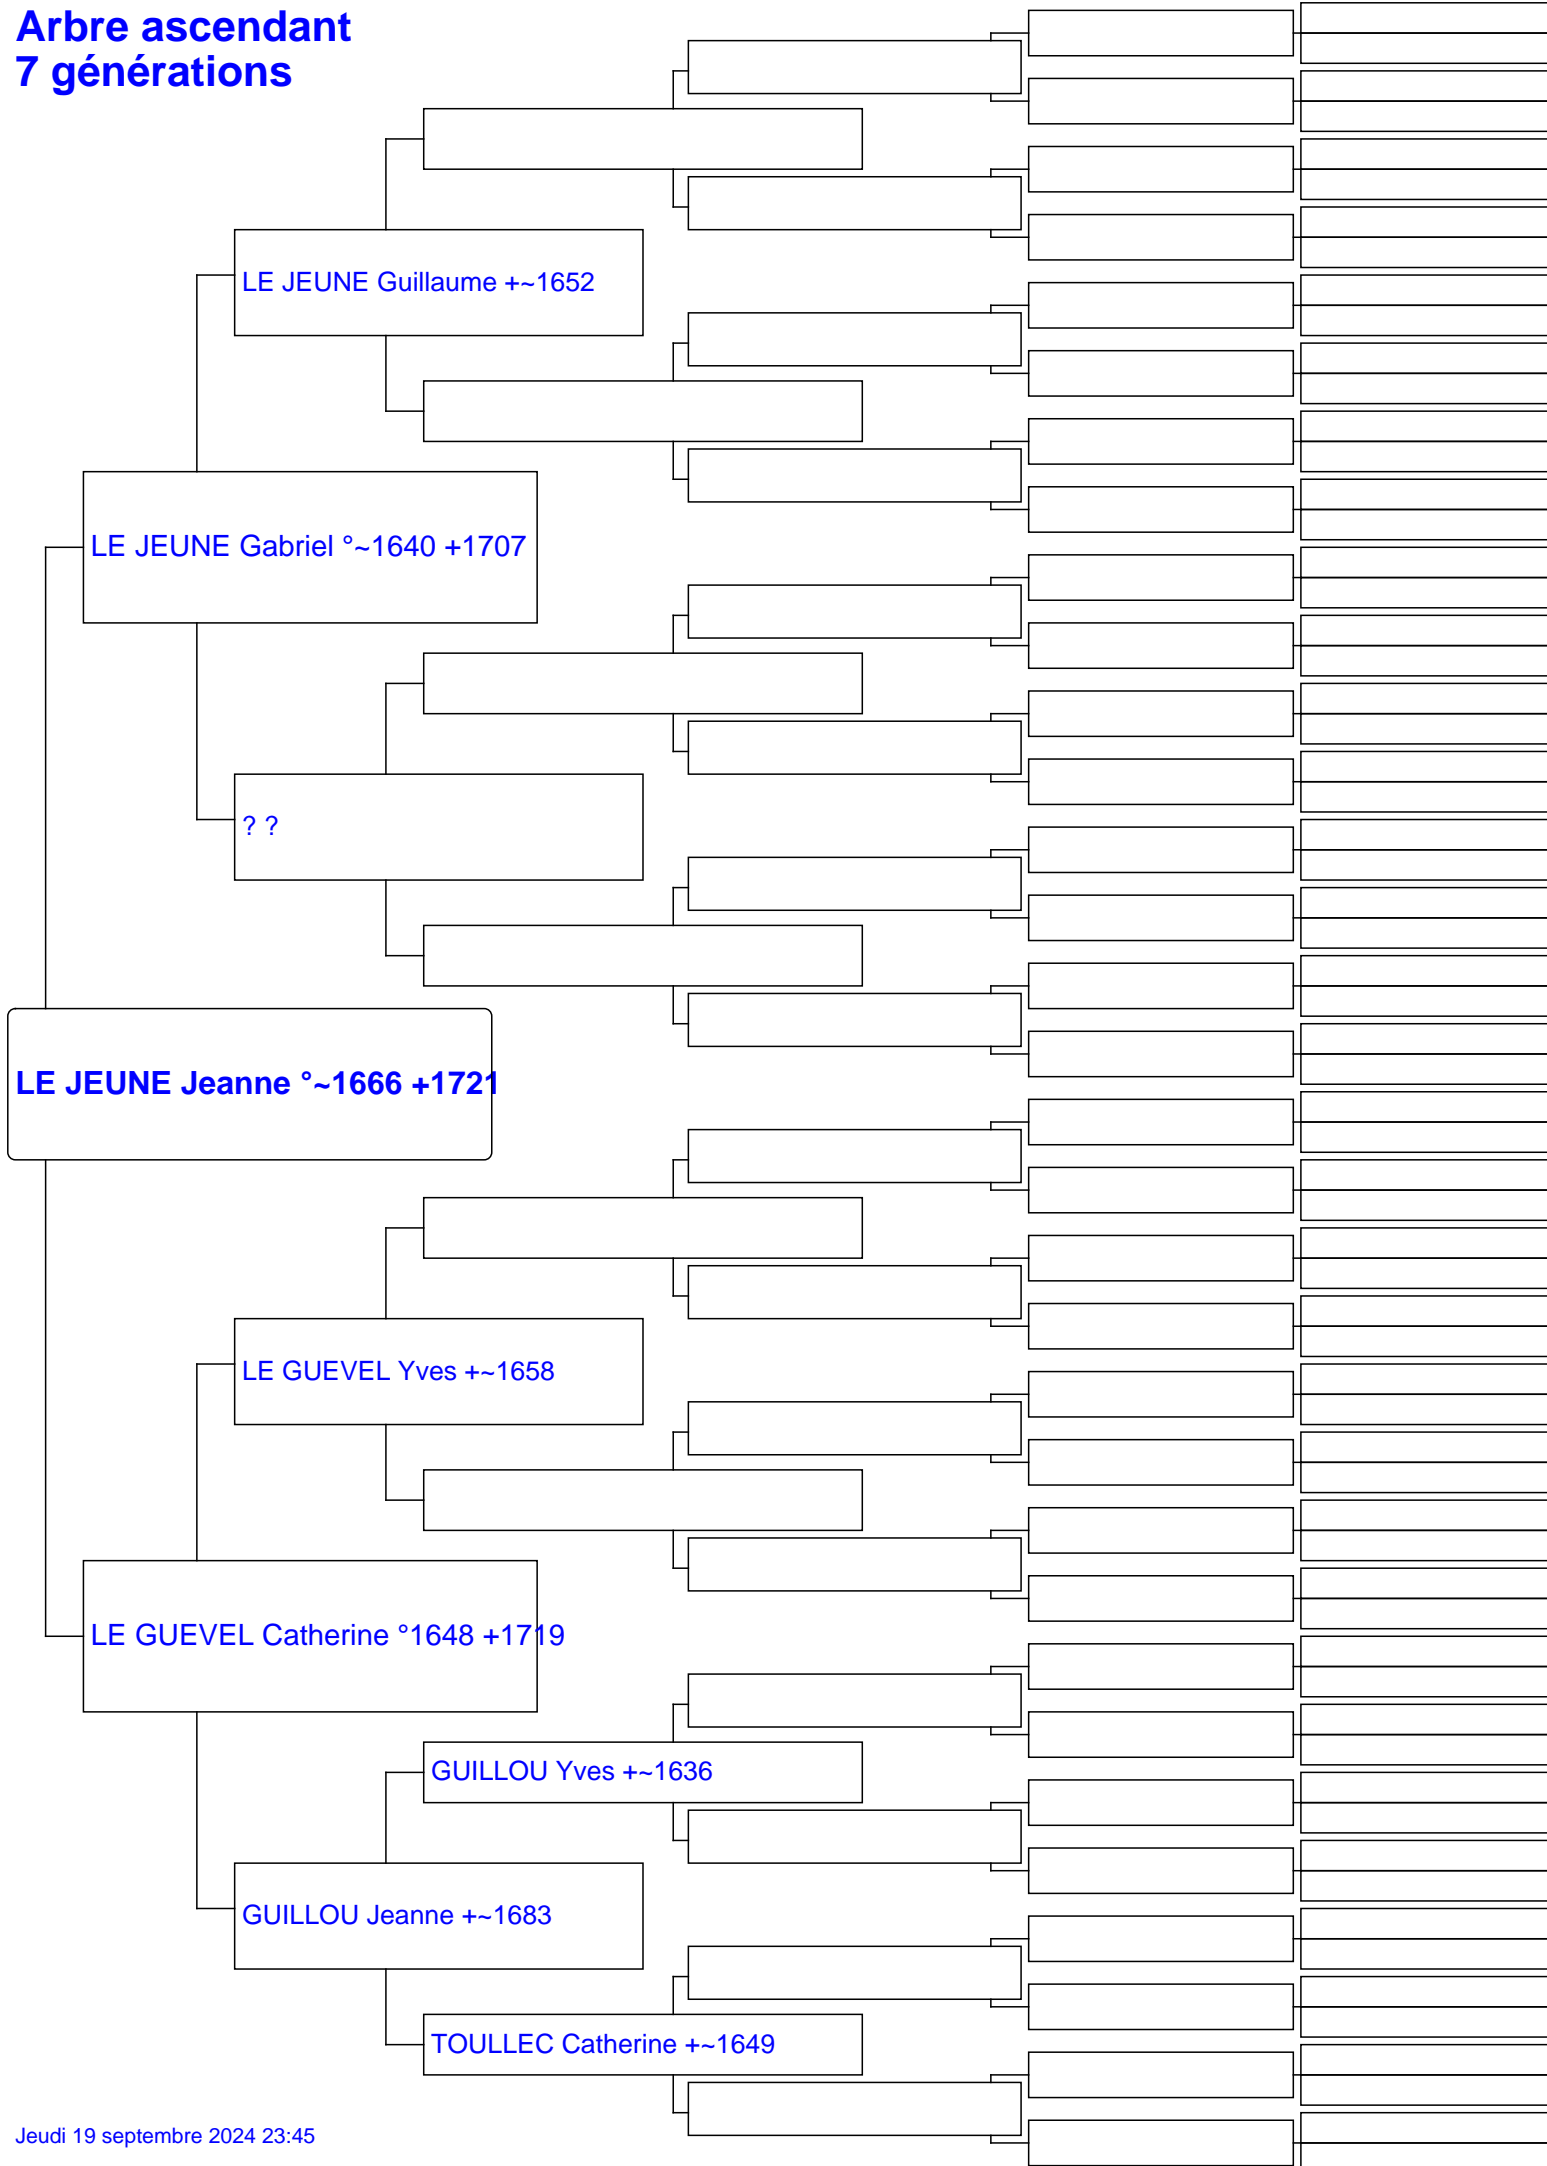 Arbre ascendant
7 générations
LE JEUNE Guillaume +~1652
LE JEUNE Gabriel °~1640 +1707
? ?
LE JEUNE Jeanne °~1666 +1721
LE GUEVEL Yves +~1658
LE GUEVEL Catherine °1648 +1719
GUILLOU Yves +~1636
GUILLOU Jeanne +~1683
TOULLEC Catherine +~1649
Jeudi 19 septembre 2024 23:45